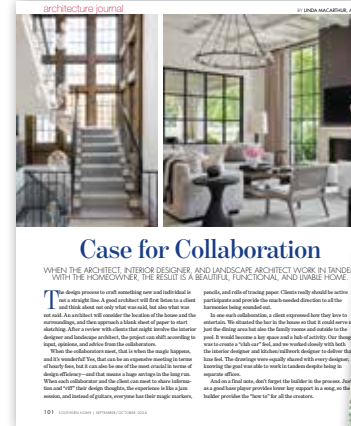 architecture journal
BY LINDA MACARTHUR, A
Case for Collaboration
WHEN THE ARCHITECT, INTERIOR DESIGNER, AND LANDSCAPE ARCHITECT WORK IN TANDE
WITH THE HOMEOWNER, THE RESULT IS A BEAUTIFUL, FUNCTIONAL, AND LIVABLE HOME.
The design process to craft something new and individual is
not a straight line. A good architect will first listen to a client
and think about not only what was said, but also what was
not said. An architect will consider the location of the house and the
surroundings, and then approach a blank sheet of paper to start
sketching. After a review with clients that might involve the interior
designer and landscape architect, the project can shift according to
input, opinions, and advice from the collaborators.
When the collaborators meet, that is when the magic happens,
and it's wonderful! Yes, that can be an expensive meeting in terms
of hourly fees, but it can also be one of the most crucial in terms of
design efficiency—and that means a huge savings in the long run.
When each collaborator and the client can meet to share informa-
tion and "riff" their design thoughts, the experience is like a jam
session, and instead of guitars, everyone has their magic markers,
pencils, and rolls of tracing paper. Clients really should be active
participants and provide the much-needed direction to all the
harmonies being sounded out.
In one such collaboration, a client expressed how they love to
entertain. We situated the bar in the house so that it could serve n
just the dining area but also the family rooms and outside to the
pool. It would become a key space and a hub of activity. Our thoug
was to create a "club car" feel, and we worked closely with both
the interior designer and kitchen/millwork designer to deliver tha
luxe feel. The drawings were equally shared with every designer,
knowing the goal was able to work in tandem despite being in
separate offices.
And on a final note, don't forget the builder in the process. Just
as a good bass player provides lower key support in a song, so the
builder provides the "how to" for all the creators.
101 SOUTHERN HOME | SEPTEMBER/OCTOBER 2024